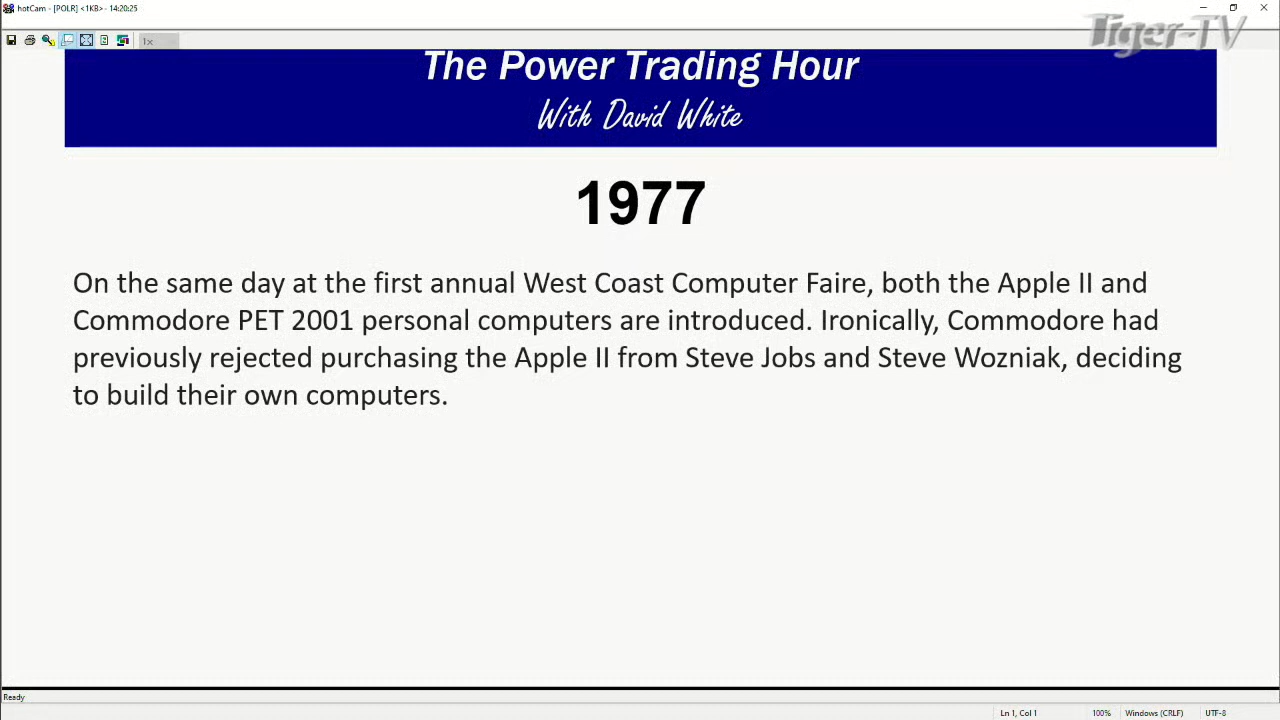 hotCam - [POLR] <1KB> - 14:20:25
Tiger-TV
1x
The Power Trading Hour
With David White
1977
On the same day at the first annual West Coast Computer Faire, both the Apple II and
Commodore PET 2001 personal computers are introduced. Ironically, Commodore had
previously rejected purchasing the Apple II from Steve Jobs and Steve Wozniak, deciding
to build their own computers.
Ready
Ln 1, Col 1 100% Windows (CRLF) UTF-8